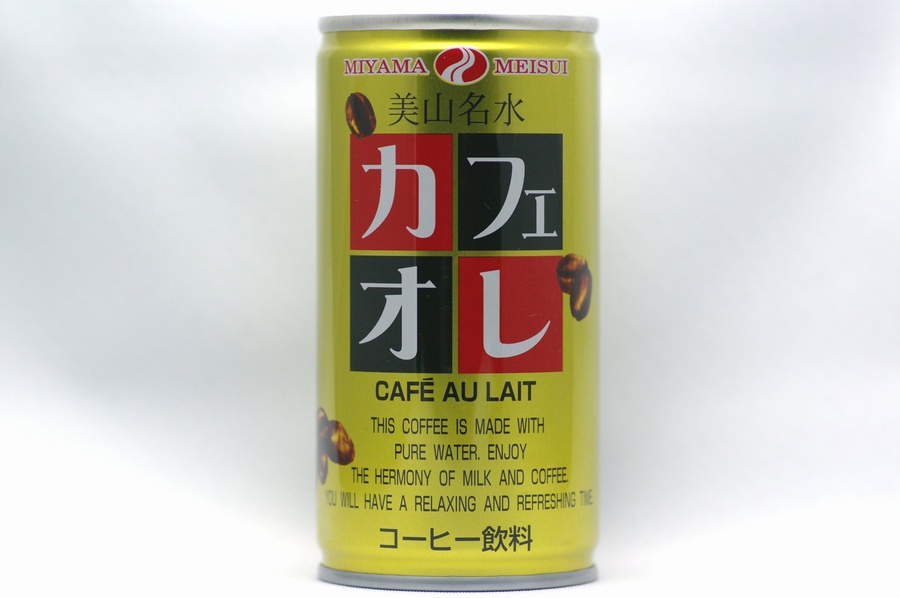 MIYAMA MEISUI
美山名水
カフェ
オレ
CAFÉ AU LAIT
THIS COFFEE IS MADE WITH
PURE WATER. ENJOY
THE HERMONY OF MILK AND COFFEE.
YOU WILL HAVE A RELAXING AND REFRESHING TIME
コーヒー飲料